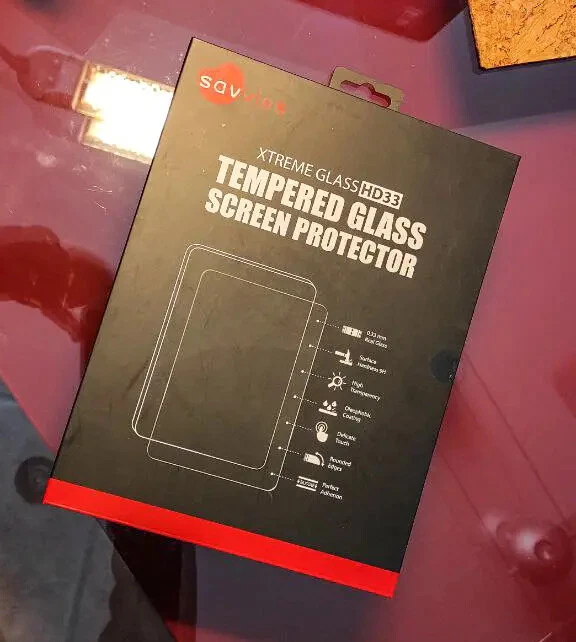 savvies
XTREME GLASS HD33
TEMPERED GLASS
SCREEN PROTECTOR
0.33 mm
Real Glass
Surface
Hardness 9H
High
Transparency
Oleophobic
Coating
Delicate
Touch
Rounded
Edges
Perfect
Adhesion